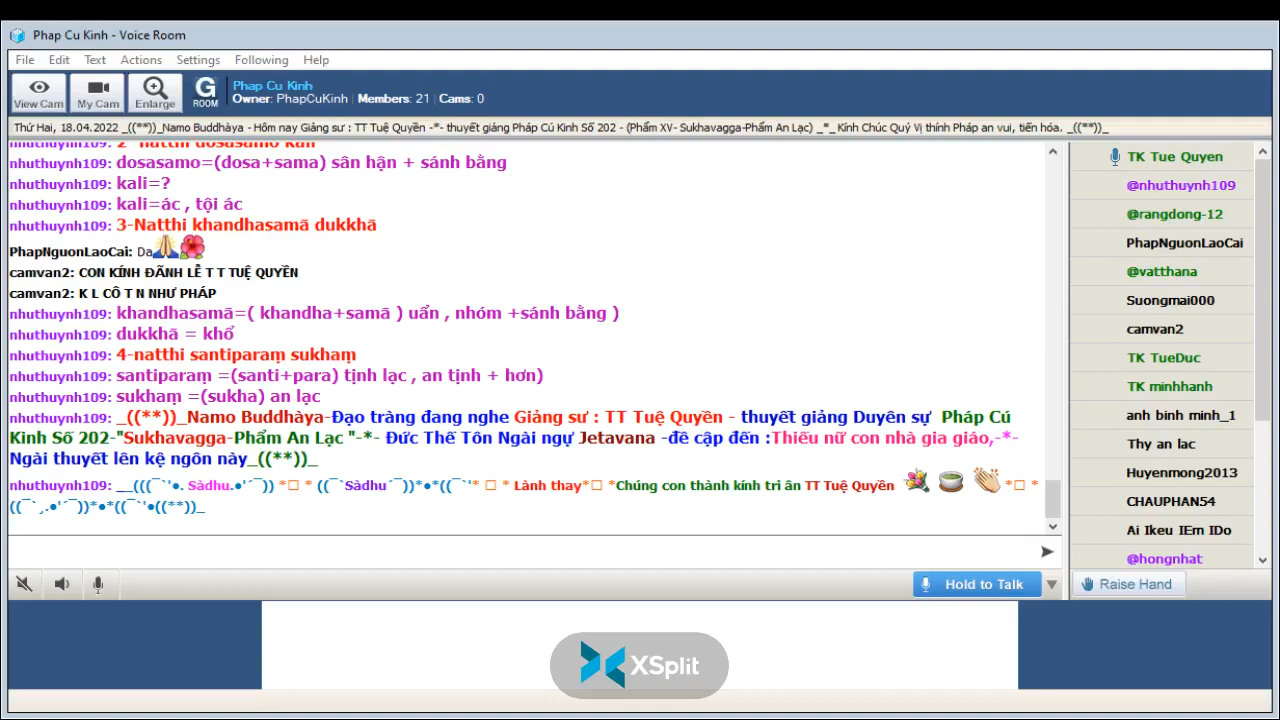 Phap Cu Kinh - Voice Room
File Edit Text Actions Settings Following Help
View Cam My Cam Enlarge G ROOM
Phap Cu Kinh
Owner: PhapCuKinh | Members: 21 | Cams: 0
Thứ Hai, 18.04.2022 _((**))_Namo Buddhàya - Hôm nay Giảng sư : TT Tuệ Quyền -*- thuyết giảng Pháp Cú Kinh Số 202 - (Phẩm XV- Sukhavagga-Phẩm An Lạc) _*_ Kính Chúc Quý Vị thính Pháp an vui, tiến hóa. _((**))_
nhuthuynh109: 2- natthi dosasamo kali
nhuthuynh109: dosasamo=(dosa+sama) sân hận + sánh bằng
nhuthuynh109: kali=?
nhuthuynh109: kali=ác , tội ác
nhuthuynh109: 3-Natthi khandhasamā dukkhā
PhapNguonLaoCai: Da🙏🌺
camvan2: CON KÍNH ĐÃNH LỄ T T TUỆ QUYỀN
camvan2: K L CÔ T N NHƯ PHÁP
nhuthuynh109: khandhasamā=( khandha+samā ) uẩn , nhóm +sánh bằng )
nhuthuynh109: dukkhā = khổ
nhuthuynh109: 4-natthi santiparaṃ sukhaṃ
nhuthuynh109: santiparaṃ =(santi+para) tịnh lạc , an tịnh + hơn)
nhuthuynh109: sukhaṃ =(sukha) an lạc
nhuthuynh109: _((**))_Namo Buddhàya-Đạo tràng đang nghe Giảng sư : TT Tuệ Quyền - thuyết giảng Duyên sự Pháp Cú
Kinh Số 202-"Sukhavagga-Phẩm An Lạc "-*- Đức Thế Tôn Ngài ngự Jetavana -đề cập đến :Thiếu nữ con nhà gia giáo,-*-
Ngài thuyết lên kệ ngôn này_((**))_
nhuthuynh109: __(((¯`'•. Sàdhu.•'´¯)) *□ * ((¯`Sàdhu´¯))*•*((¯`'* □ * Lành thay*□ *Chúng con thành kính tri ân TT Tuệ Quyền 💐 🍵 👏 *□ *
((¯`¸.•'´¯))*•*((¯`'•((**))_
Hold to Talk
TK Tue Quyen
@nhuthuynh109
@rangdong-12
PhapNguonLaoCai
@vatthana
Suongmai000
camvan2
TK TueDuc
TK minhhanh
anh binh minh_1
Thy an lac
Huyenmong2013
CHAUPHAN54
Ai Ikeu IEm IDo
@hongnhat
Raise Hand
XSplit